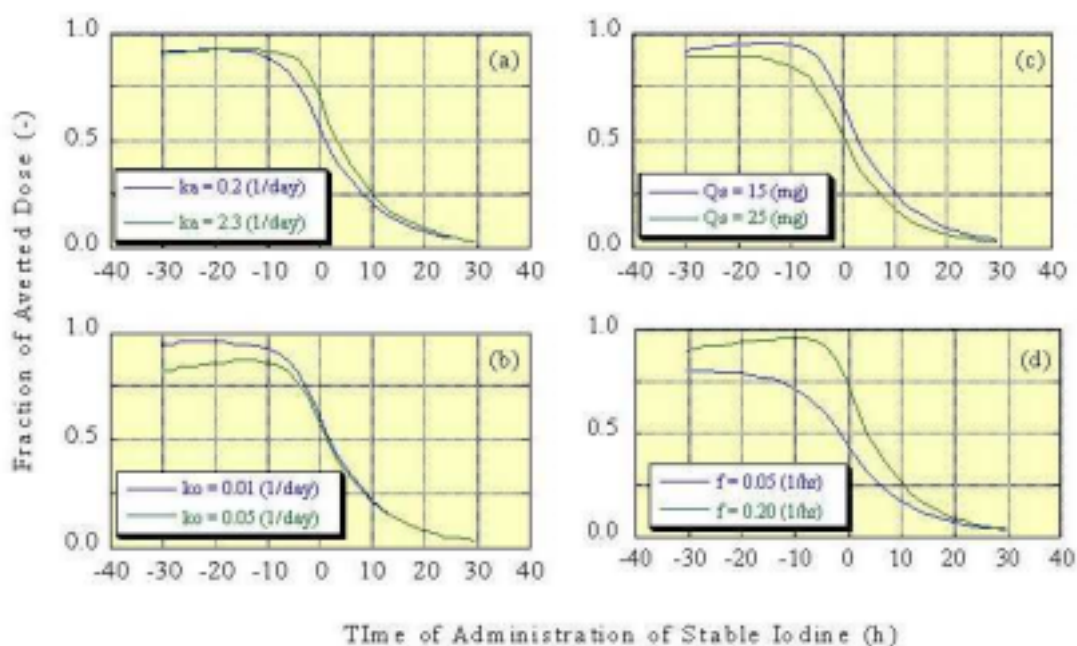 Fraction of Averted Dose (-)
1.0
0.5
0.0
(a)
ka = 0.2 (1/day)
ka = 2.3 (1/day)
-40 -30 -20 -10 0 10 20 30 40
1.0
0.5
0.0
(c)
Qs = 15 (mg)
Qs = 25 (mg)
-40 -30 -20 -10 0 10 20 30 40
1.0
0.5
0.0
(b)
ko = 0.01 (1/day)
ko = 0.05 (1/day)
-40 -30 -20 -10 0 10 20 30 40
1.0
0.5
0.0
(d)
f = 0.05 (1/hr)
f = 0.20 (1/hr)
-40 -30 -20 -10 0 10 20 30 40
TIme of Administration of Stable Iodine (h)